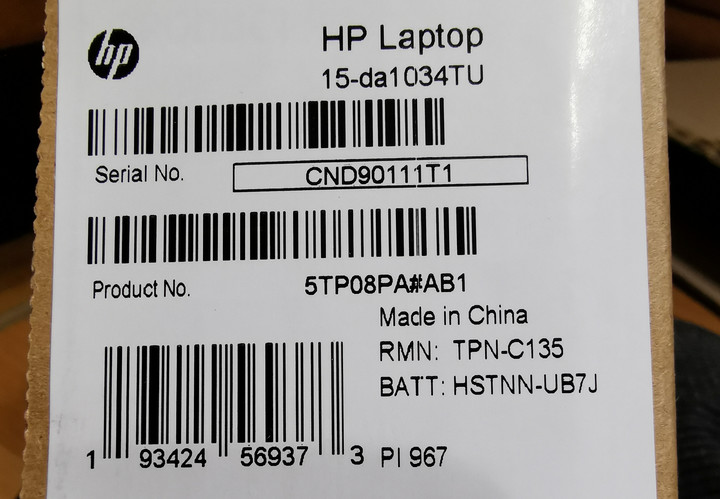 hp
HP Laptop
15-da1034TU
Serial No. CND90111T1
Product No. 5TP08PA#AB1
Made in China
RMN: TPN-C135
BATT: HSTNN-UB7J
1 93424 56937 3 PI 967